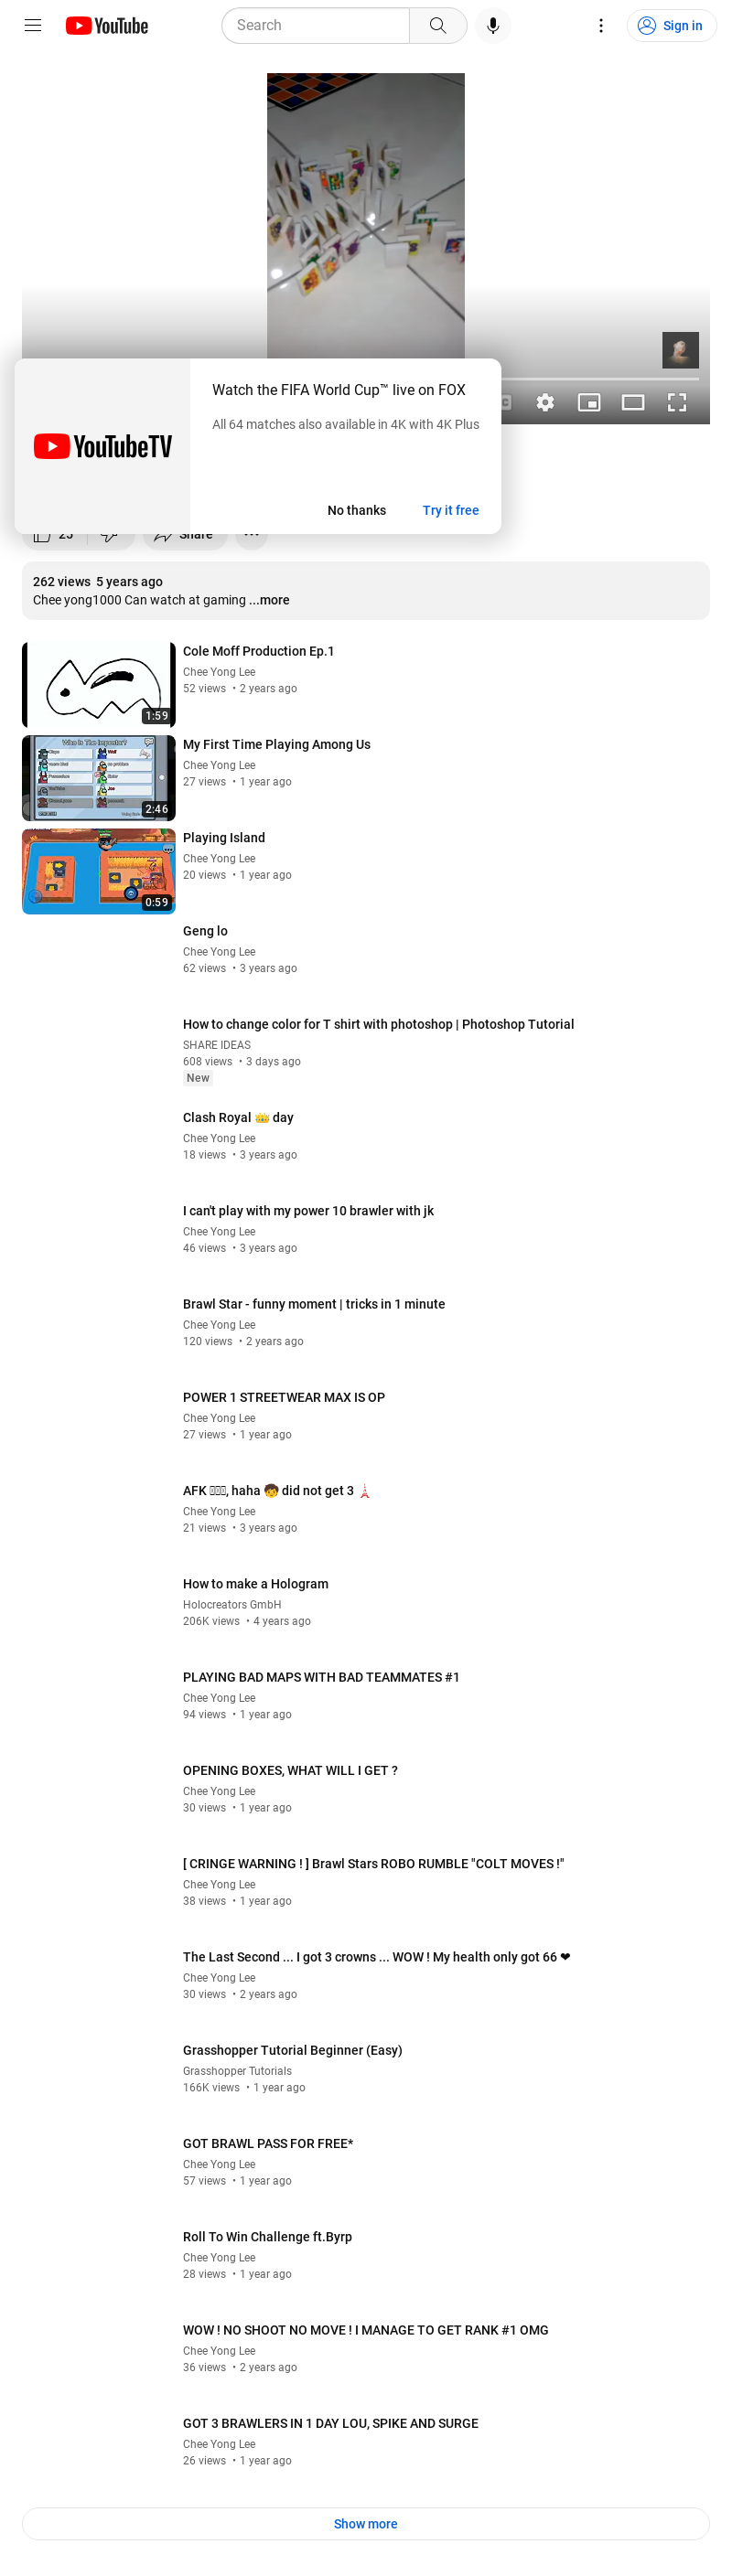 YouTube
Search
Sign in
Watch the FIFA World Cup™ live on FOX
All 64 matches also available in 4K with 4K Plus
YouTubeTV
No thanks
Try it free
25
Share
262 views 5 years ago
Chee yong1000 Can watch at gaming ...more
Cole Moff Production Ep.1
Chee Yong Lee
52 views • 2 years ago
1:59
My First Time Playing Among Us
Chee Yong Lee
27 views • 1 year ago
Who Is The Impostor?
2:46
Playing Island
Chee Yong Lee
20 views • 1 year ago
0:59
Geng lo
Chee Yong Lee
62 views • 3 years ago
How to change color for T shirt with photoshop | Photoshop Tutorial
SHARE IDEAS
608 views • 3 days ago
New
Clash Royal 👑 day
Chee Yong Lee
18 views • 3 years ago
I can't play with my power 10 brawler with jk
Chee Yong Lee
46 views • 3 years ago
Brawl Star - funny moment | tricks in 1 minute
Chee Yong Lee
120 views • 2 years ago
POWER 1 STREETWEAR MAX IS OP
Chee Yong Lee
27 views • 1 year ago
AFK , haha 🧒 did not get 3 🗼
Chee Yong Lee
21 views • 3 years ago
How to make a Hologram
Holocreators GmbH
206K views • 4 years ago
PLAYING BAD MAPS WITH BAD TEAMMATES #1
Chee Yong Lee
94 views • 1 year ago
OPENING BOXES, WHAT WILL I GET ?
Chee Yong Lee
30 views • 1 year ago
[ CRINGE WARNING ! ] Brawl Stars ROBO RUMBLE "COLT MOVES !"
Chee Yong Lee
38 views • 1 year ago
The Last Second ... I got 3 crowns ... WOW ! My health only got 66 ❤
Chee Yong Lee
30 views • 2 years ago
Grasshopper Tutorial Beginner (Easy)
Grasshopper Tutorials
166K views • 1 year ago
GOT BRAWL PASS FOR FREE*
Chee Yong Lee
57 views • 1 year ago
Roll To Win Challenge ft.Byrp
Chee Yong Lee
28 views • 1 year ago
WOW ! NO SHOOT NO MOVE ! I MANAGE TO GET RANK #1 OMG
Chee Yong Lee
36 views • 2 years ago
GOT 3 BRAWLERS IN 1 DAY LOU, SPIKE AND SURGE
Chee Yong Lee
26 views • 1 year ago
Show more